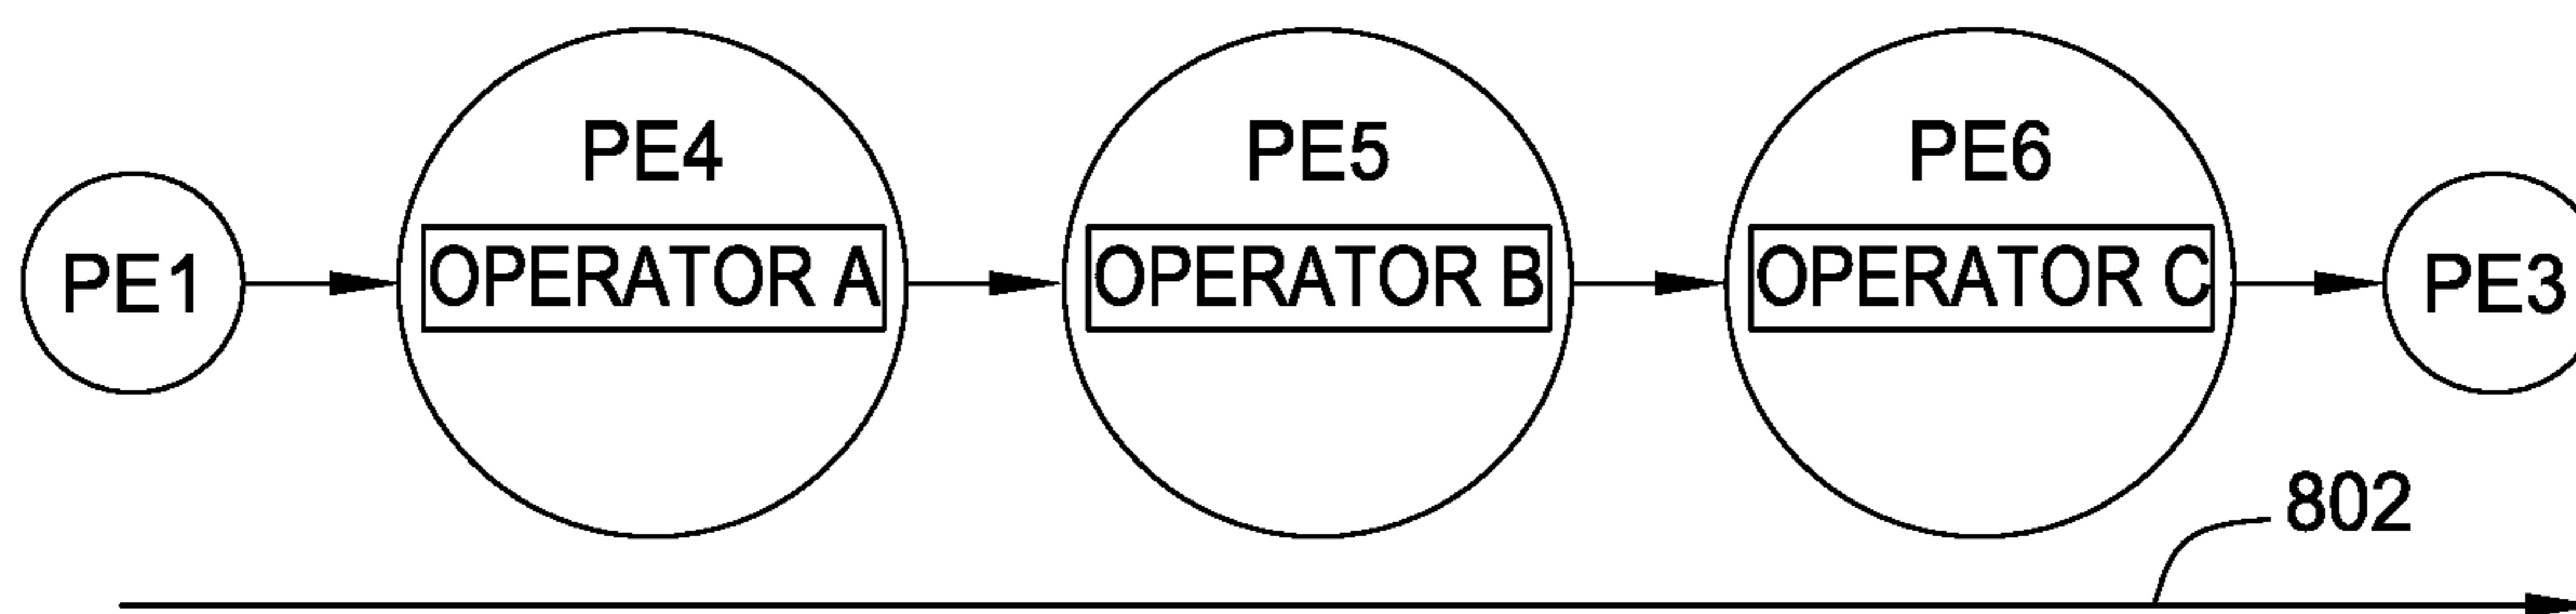 PE4 PE5 PE6
PE1 OPERATOR A OPERATOR B OPERATOR C PE3
802